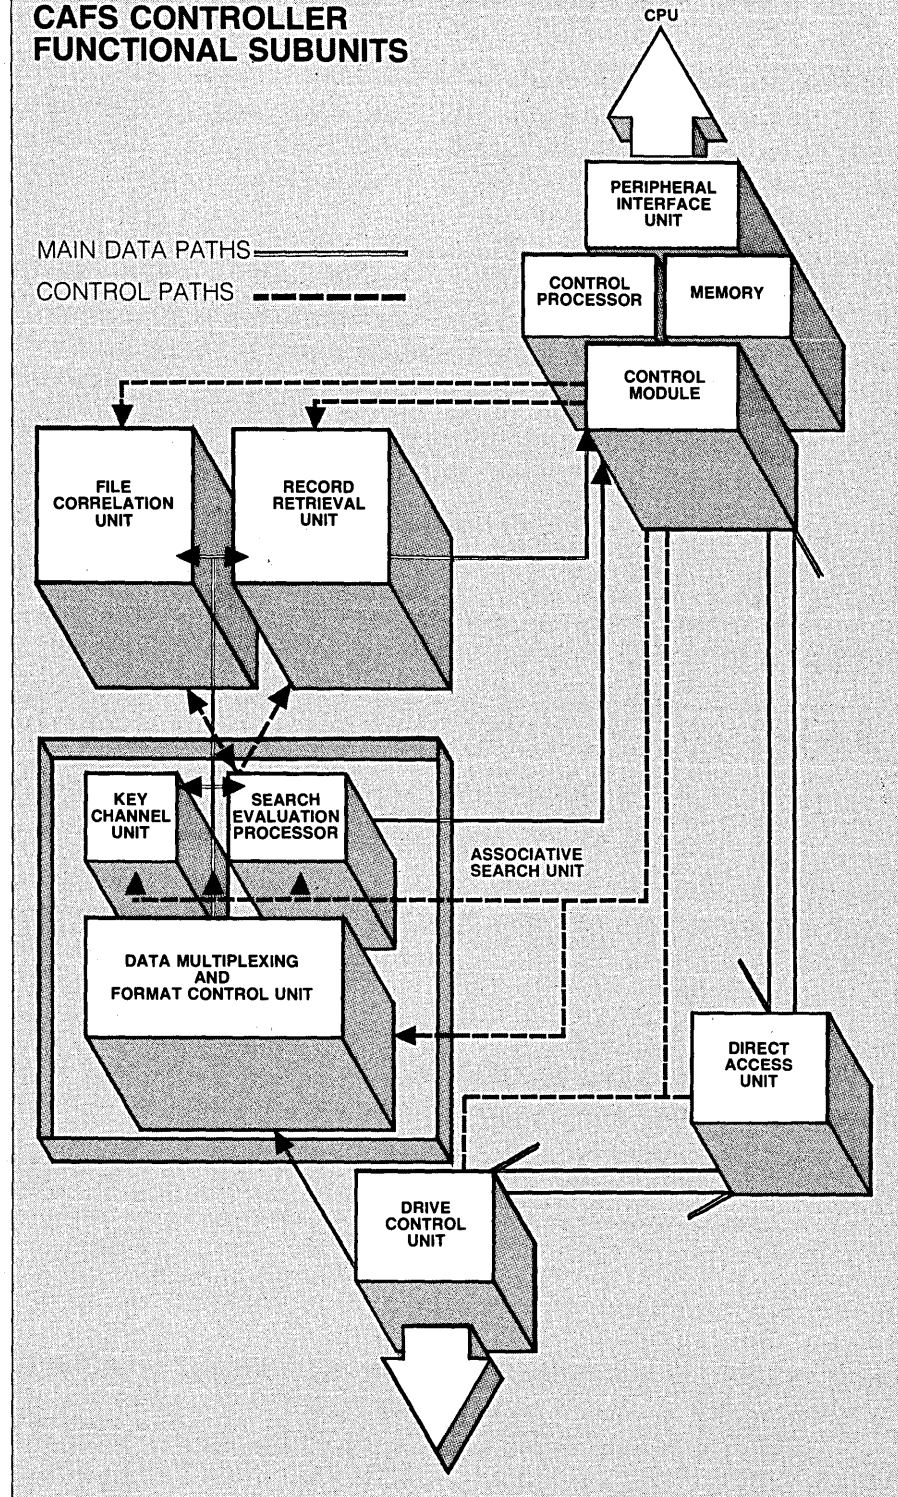 CAFS CONTROLLER
FUNCTIONAL SUBUNITS
CPU
PERIPHERAL
INTERFACE
UNIT
MAIN DATA PATHS
CONTROL PATHS
CONTROL
PROCESSOR
MEMORY
CONTROL
MODULE
FILE
CORRELATION
UNIT
RECORD
RETRIEVAL
UNIT
KEY
CHANNEL
UNIT
SEARCH
EVALUATION
PROCESSOR
ASSOCIATIVE
SEARCH UNIT
DATA MULTIPLEXING
AND
FORMAT CONTROL UNIT
DIRECT
ACCESS
UNIT
DRIVE
CONTROL
UNIT